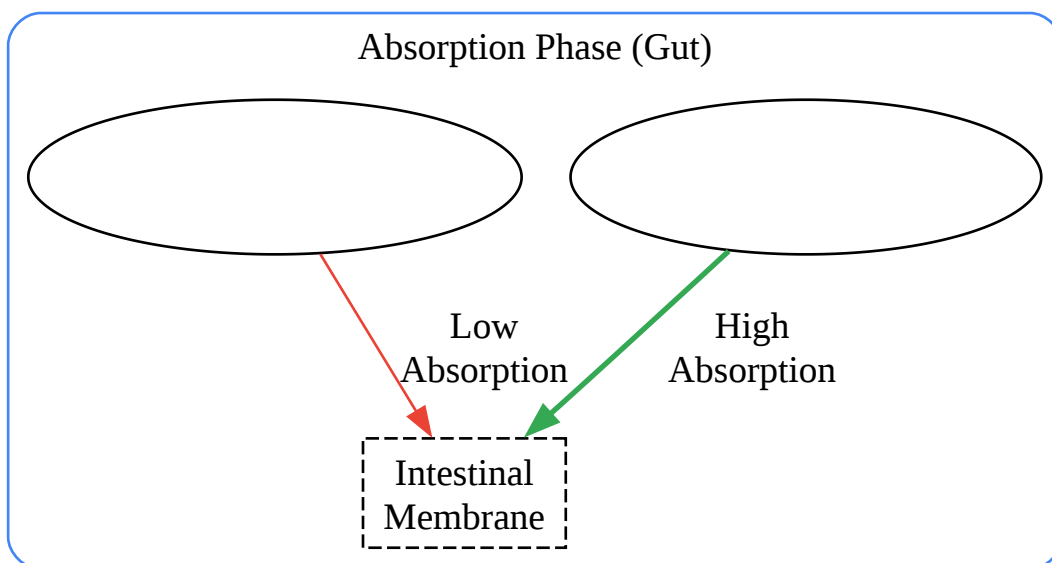 Absorption Phase (Gut)
Low
Absorption
High
Absorption
Intestinal
Membrane